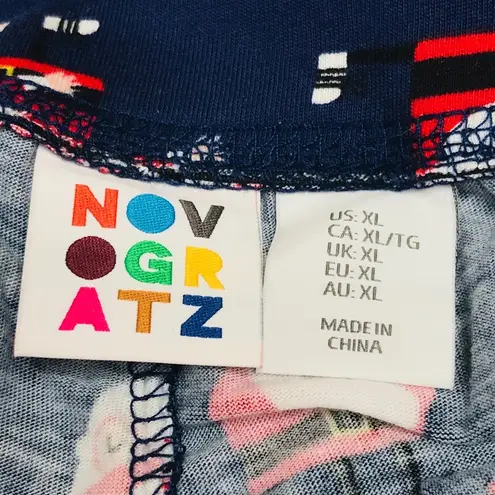 NOV
OGR
ATZ
US: XL
CA: XL/TG
UK: XL
EU: XL
AU: XL
MADE IN
CHINA